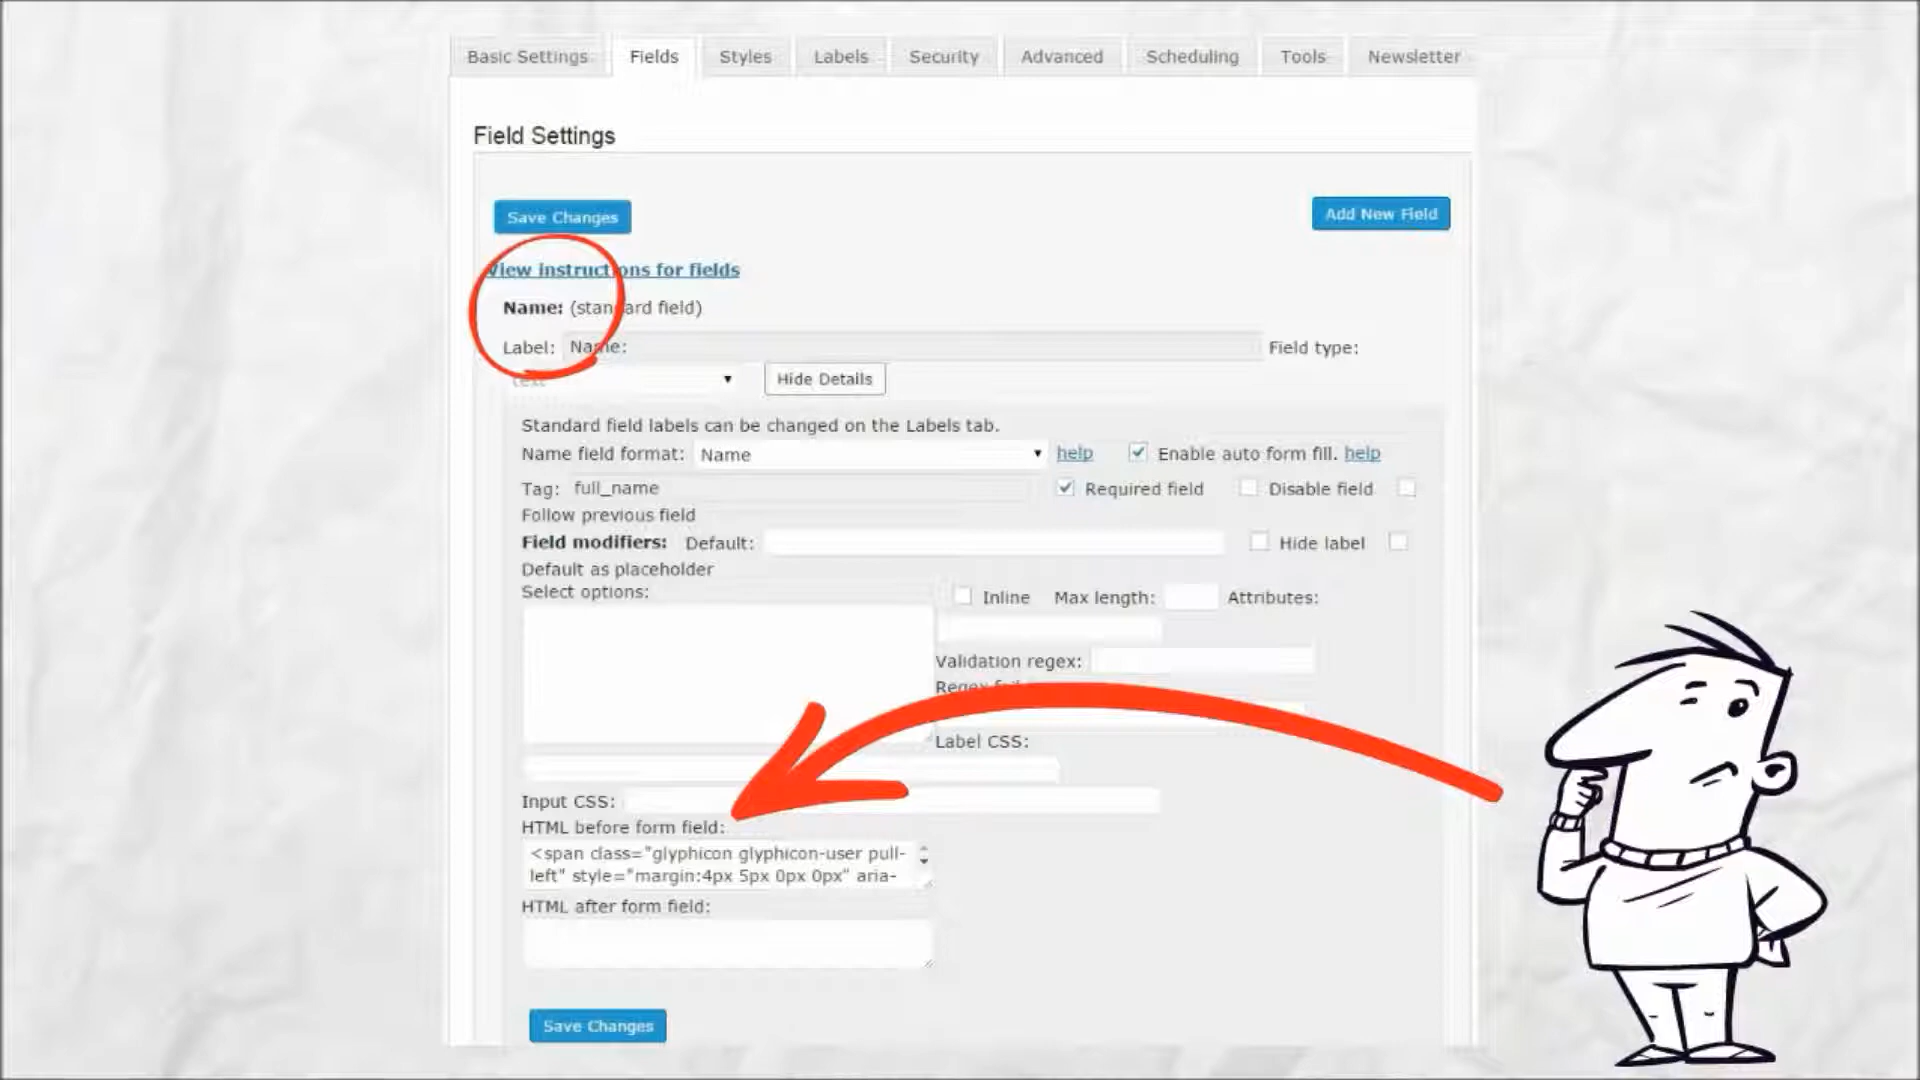 Basic Settings Fields Styles Labels Security Advanced Scheduling Tools Newsletter
Field Settings
Save Changes Add New Field
View instructions for fields
Name: (standard field)
Label: Name: Field type:
text Hide Details
Standard field labels can be changed on the Labels tab.
Name field format: Name help Enable auto form fill. help
Tag: full_name Required field Disable field
Follow previous field
Field modifiers: Default: Hide label
Default as placeholder
Select options: Inline Max length: Attributes:
Validation regex:
Regex
Label CSS:
Input CSS:
HTML before form field:
<span class="glyphicon glyphicon-user pull-
left" style="margin:4px 5px 0px 0px" aria-
HTML after form field:
Save Changes